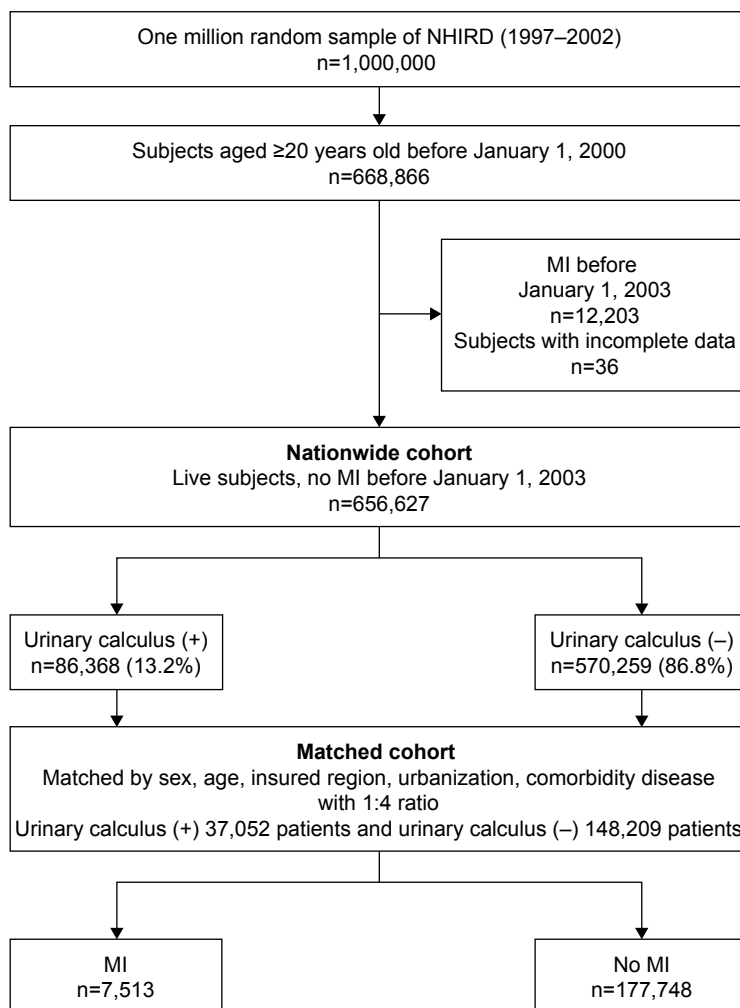 One million random sample of NHIRD (1997–2002)
n=1,000,000
Subjects aged ≥20 years old before January 1, 2000
n=668,866
MI before
January 1, 2003
n=12,203
Subjects with incomplete data
n=36
Nationwide cohort
Live subjects, no MI before January 1, 2003
n=656,627
Urinary calculus (+)
n=86,368 (13.2%)
Urinary calculus (–)
n=570,259 (86.8%)
Matched cohort
Matched by sex, age, insured region, urbanization, comorbidity disease
with 1:4 ratio
Urinary calculus (+) 37,052 patients and urinary calculus (–) 148,209 patients
MI
n=7,513
No MI
n=177,748